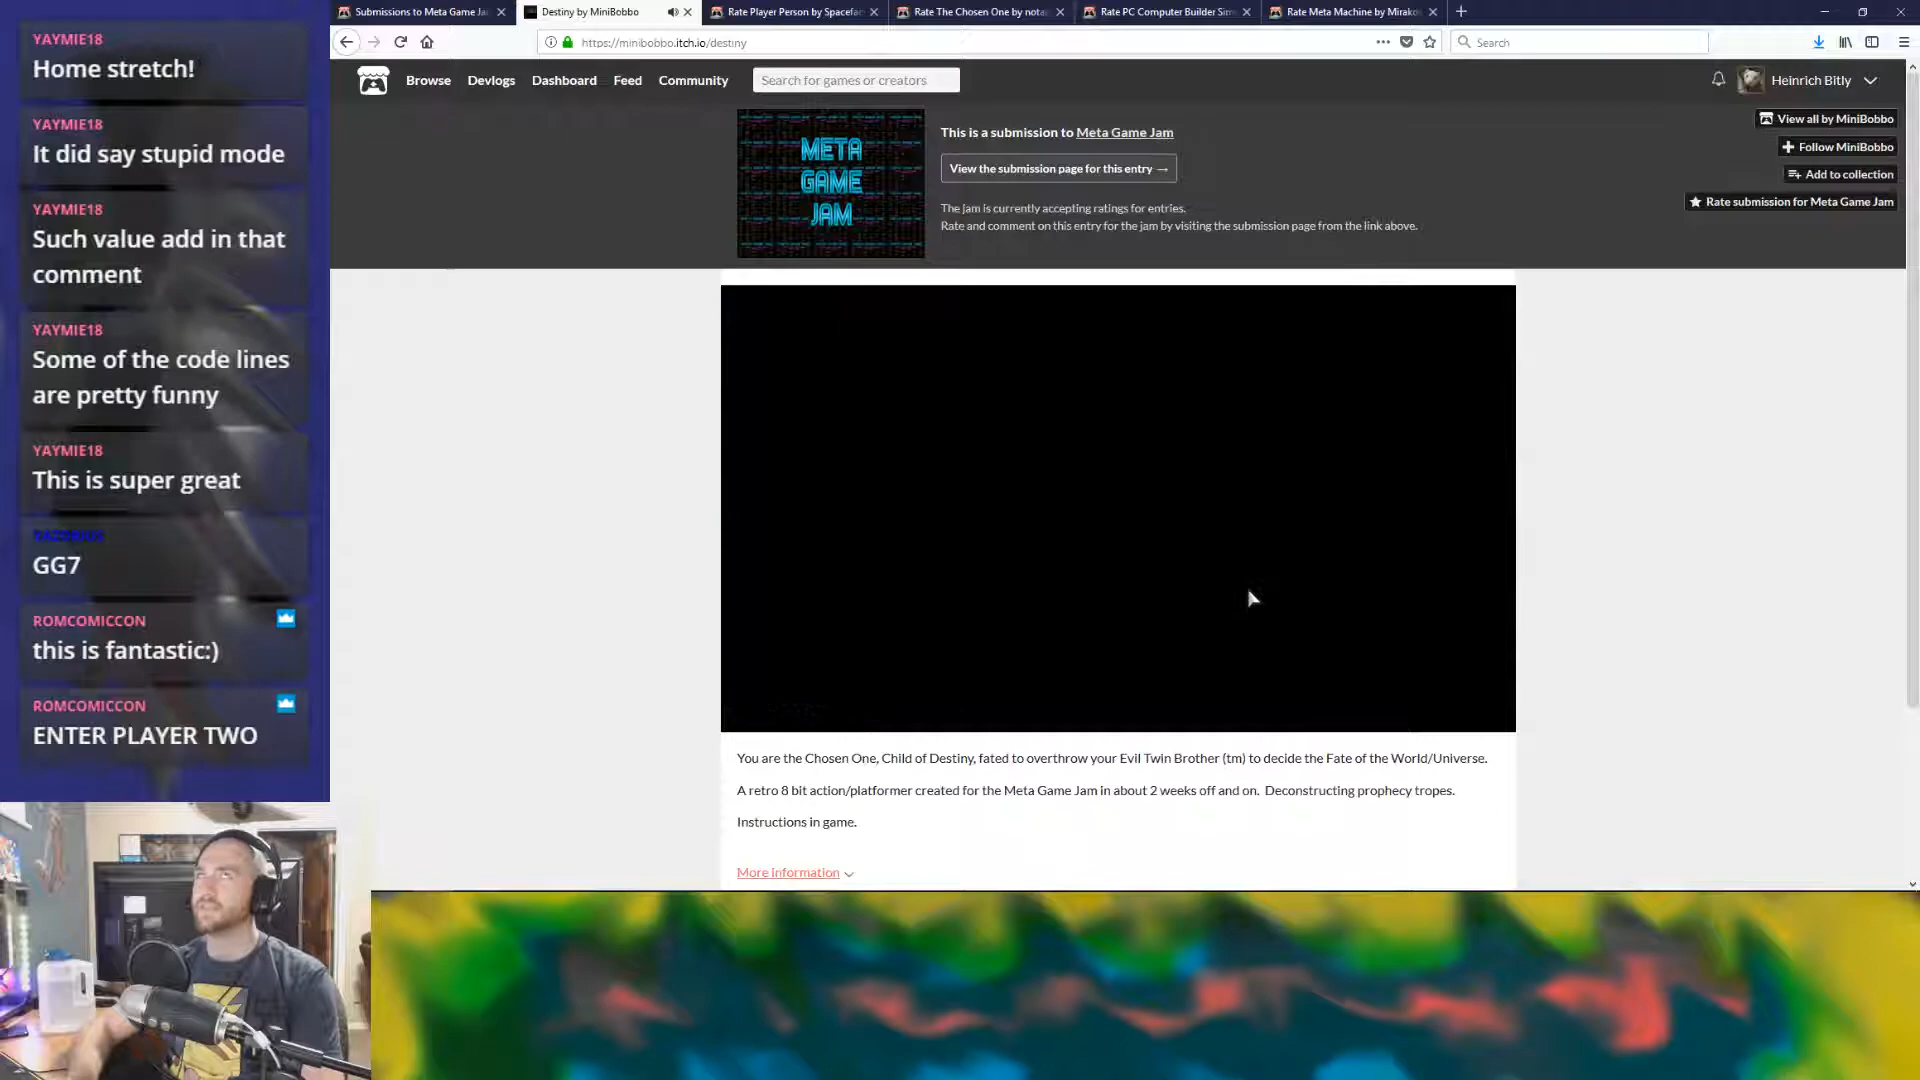 YAYMIE18
Home stretch!
YAYMIE18
It did say stupid mode
YAYMIE18
Such value add in that
comment
YAYMIE18
Some of the code lines
are pretty funny
YAYMIE18
This is super great
GG7
ROMCOMICCON
this is fantastic:)
ROMCOMICCON
ENTER PLAYER TWO
Submissions to Meta Game Ja
Destiny by MiniBobbo
Rate Player Person by Spacefac
Rate The Chosen One by nota
Rate PC Computer Builder Sim
Rate Meta Machine by Mirako
https://minibobbo.itch.io/destiny
Search
Browse
Devlogs
Dashboard
Feed
Community
Search for games or creators
Heinrich Bitly
META
GAME
JAM
This is a submission to Meta Game Jam
View the submission page for this entry →
The jam is currently accepting ratings for entries.
Rate and comment on this entry for the jam by visiting the submission page from the link above.
View all by MiniBobbo
Follow MiniBobbo
Add to collection
Rate submission for Meta Game Jam
You are the Chosen One, Child of Destiny, fated to overthrow your Evil Twin Brother (tm) to decide the Fate of the World/Universe.
A retro 8 bit action/platformer created for the Meta Game Jam in about 2 weeks off and on. Deconstructing prophecy tropes.
Instructions in game.
More information